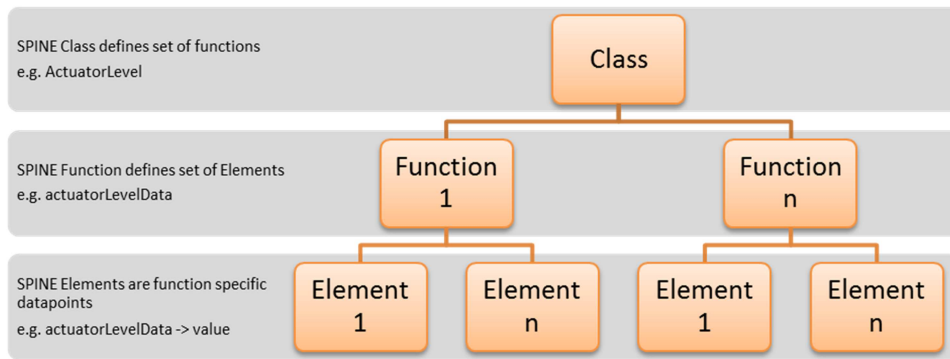 SPINE Class defines set of functions
e.g. ActuatorLevel
Class
SPINE Function defines set of Elements
e.g. actuatorLevelData
Function
1
Function
n
SPINE Elements are function specific
datapoints
e.g. actuatorLevelData -> value
Element
1
Element
n
Element
1
Element
n